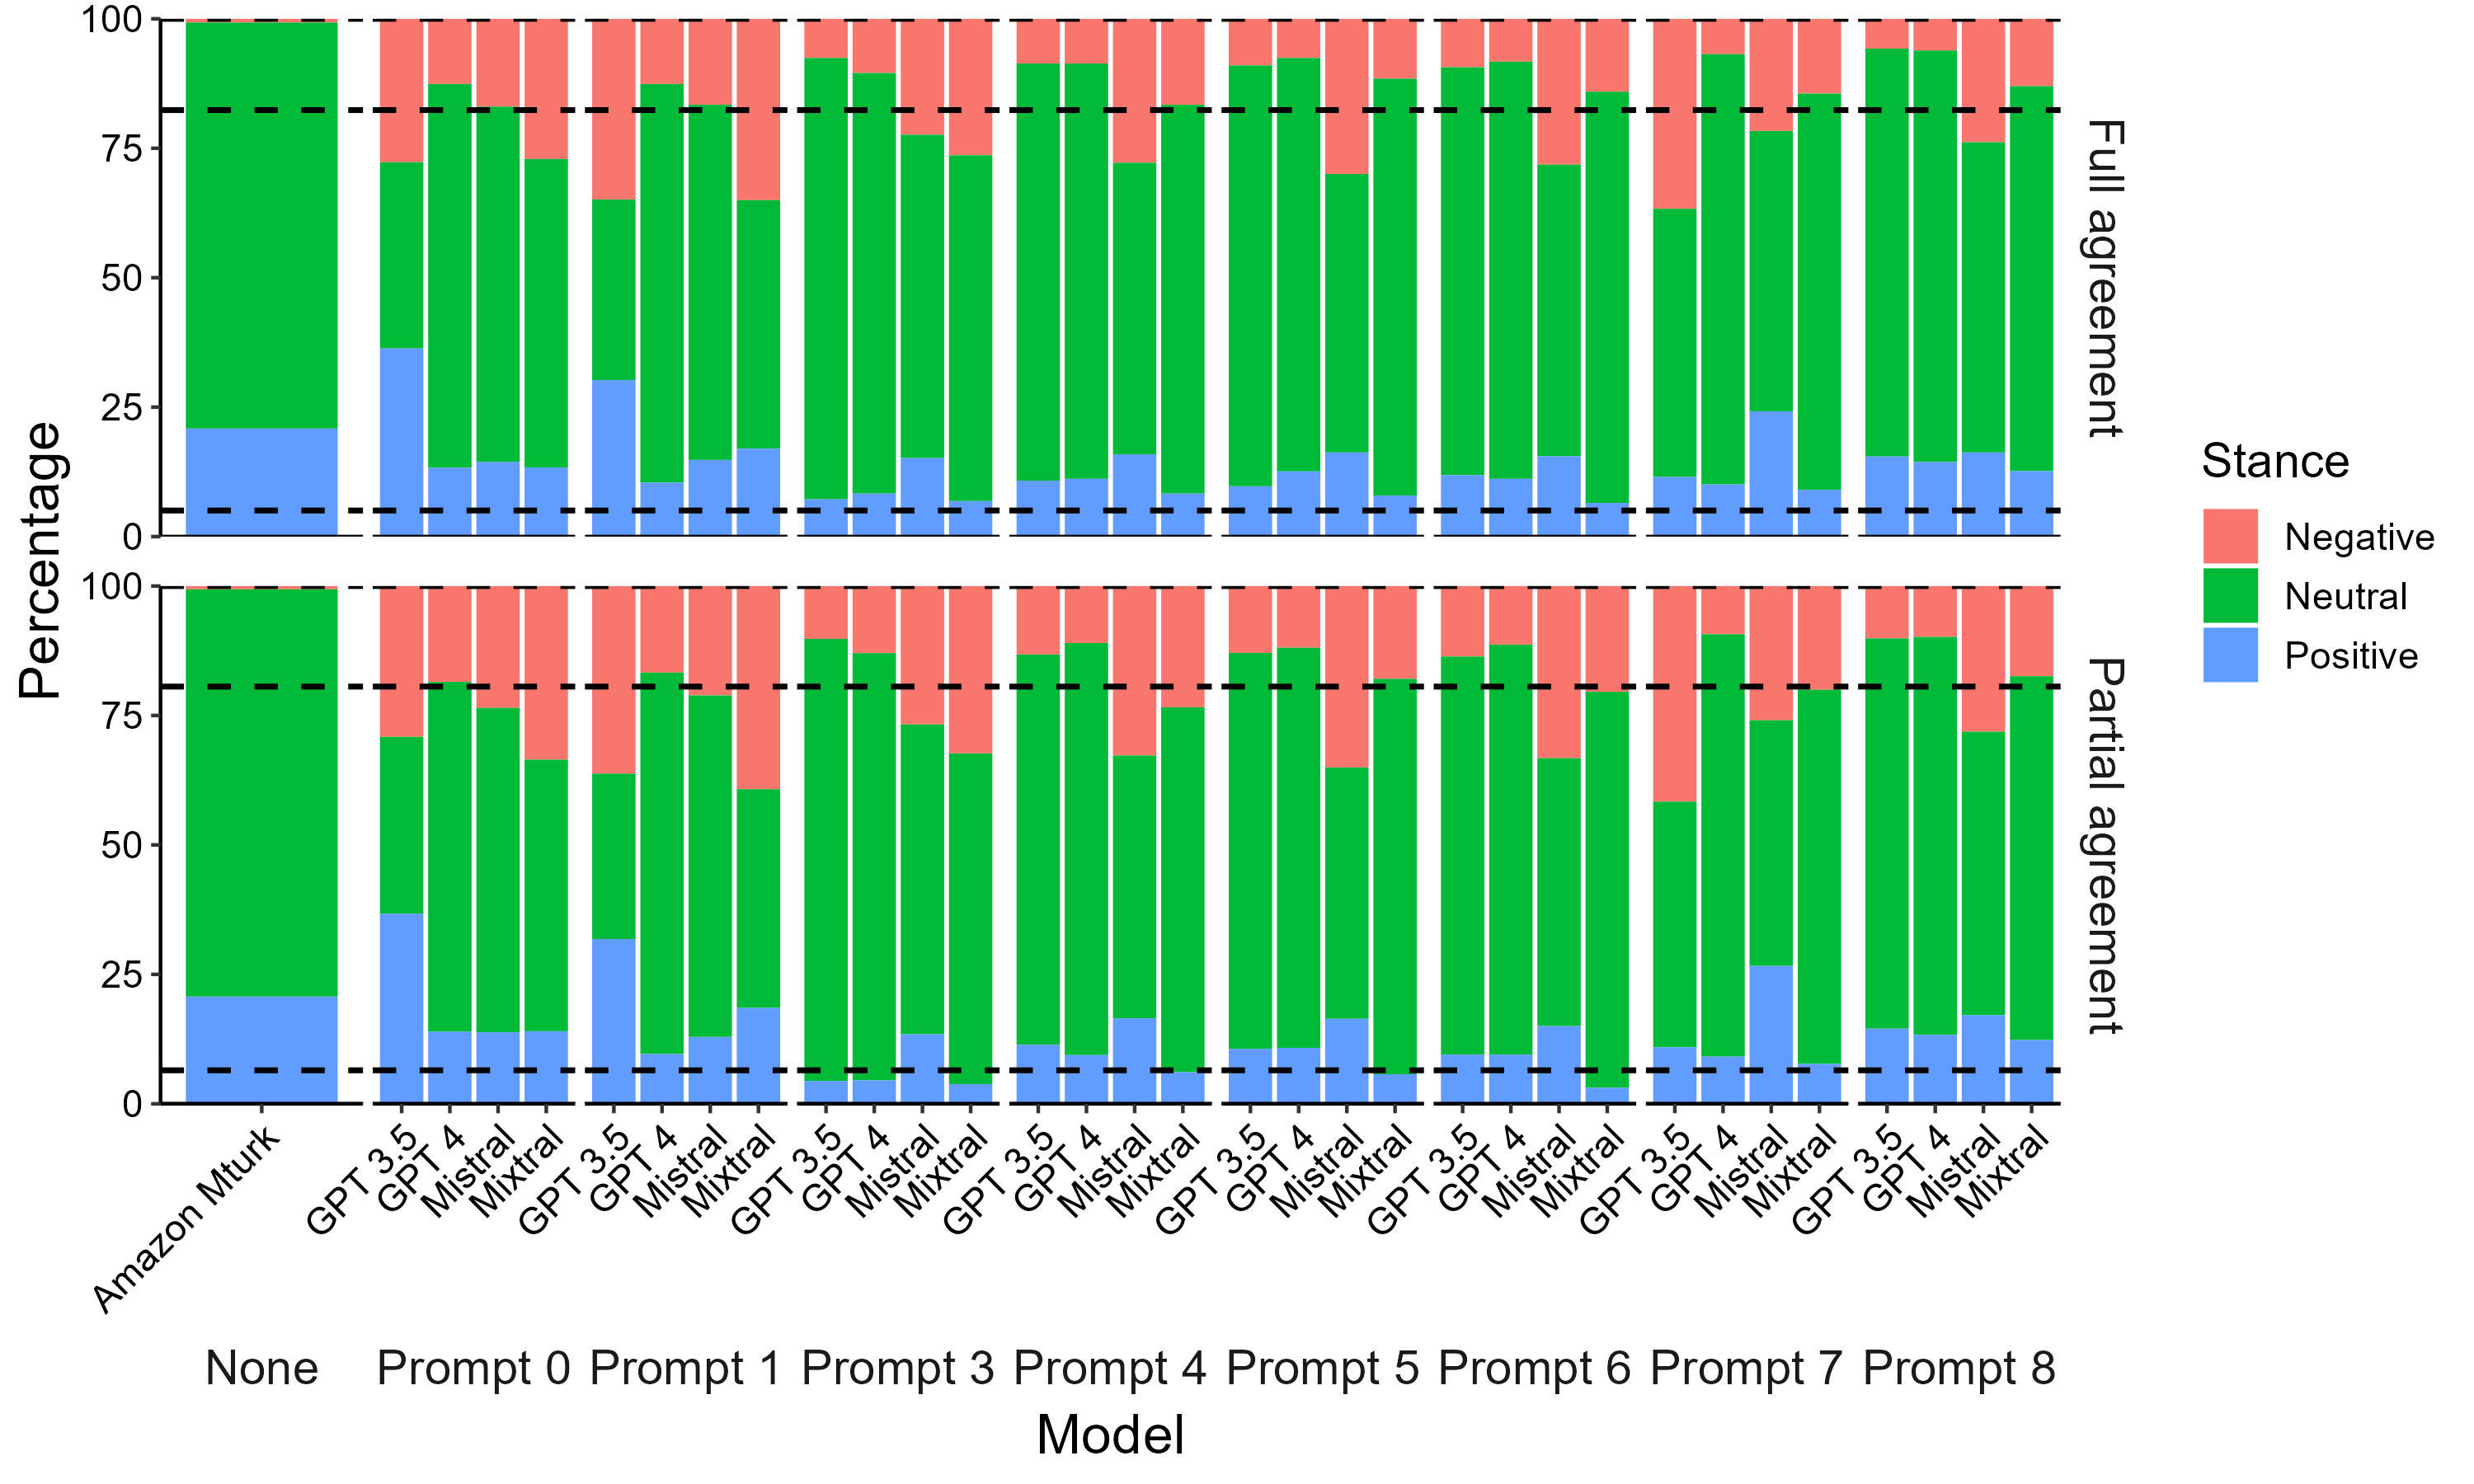 Percentage
100
75
50
25
0
Full agreement
100
75
50
25
0
Partial agreement
Amazon Mturk
GPT 3.5
GPT 4
Mistral
Mixtral
GPT 3.5
GPT 4
Mistral
Mixtral
GPT 3.5
GPT 4
Mistral
Mixtral
GPT 3.5
GPT 4
Mistral
Mixtral
GPT 3.5
GPT 4
Mistral
Mixtral
GPT 3.5
GPT 4
Mistral
Mixtral
GPT 3.5
GPT 4
Mistral
Mixtral
GPT 3.5
GPT 4
Mistral
Mixtral
None Prompt 0 Prompt 1 Prompt 3 Prompt 4 Prompt 5 Prompt 6 Prompt 7 Prompt 8
Model
Stance
Negative
Neutral
Positive